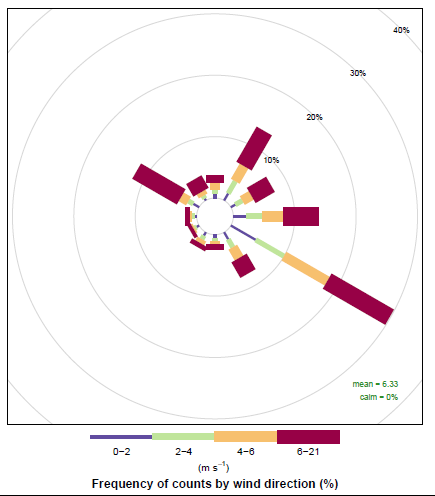 40%
30%
20%
10%
mean = 6.33
calm = 0%
0−2 2−4 4−6 6−21
(m s⁻¹)
Frequency of counts by wind direction (%)